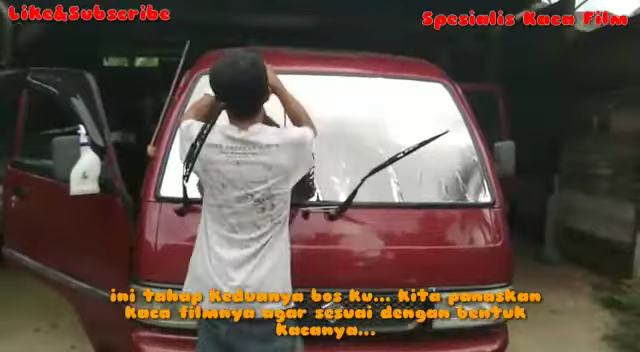 Like&Subscribe
Spesialis Kaca Film
ini tahap keduanya bos ku... kita panaskan
kaca filmnya agar sesuai dengan bentuk
kacanya...